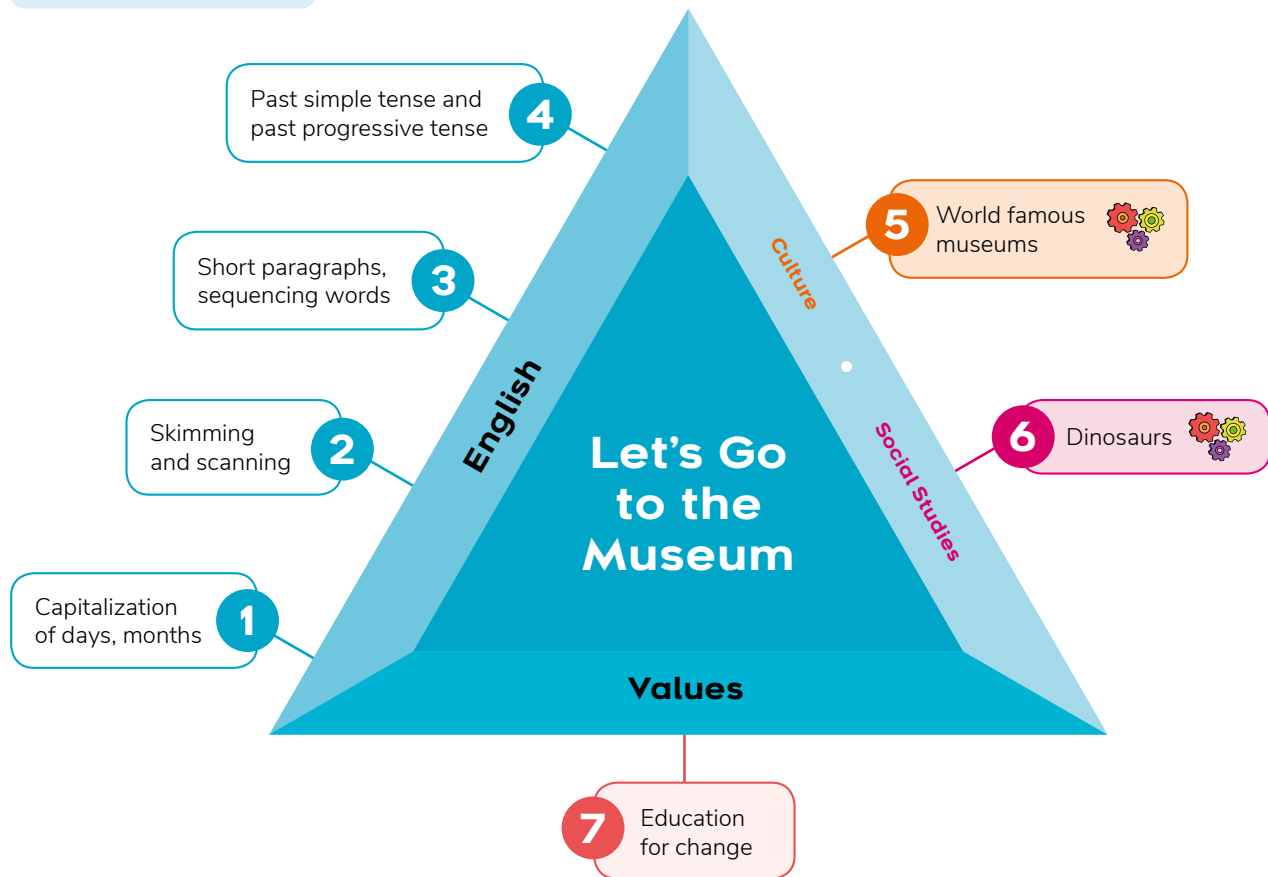 4
Past simple tense and
past progressive tense
3
Short paragraphs,
sequencing words
2
Skimming
and scanning
1
Capitalization
of days, months
English
Let's Go
to the
Museum
Culture
Social Studies
5
World famous
museums
6
Dinosaurs
Values
7
Education
for change